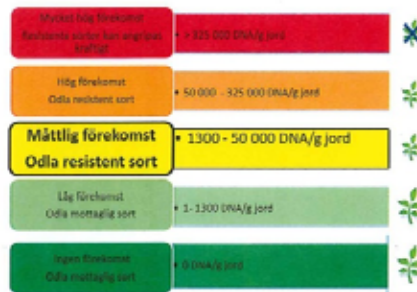 Mycket hög förekomst
Resistenta sorter kan angripas
kraftigt
• > 325 000 DNA/g jord
Hög förekomst
Odla resistent sort
• 50 000 - 325 000 DNA/g jord
Måttlig förekomst
Odla resistent sort
• 1300 - 50 000 DNA/g jord
Låg förekomst
Odla mottaglig sort
• 1- 1300 DNA/g jord
Ingen förekomst
Odla mottaglig sort
• 0 DNA/g jord